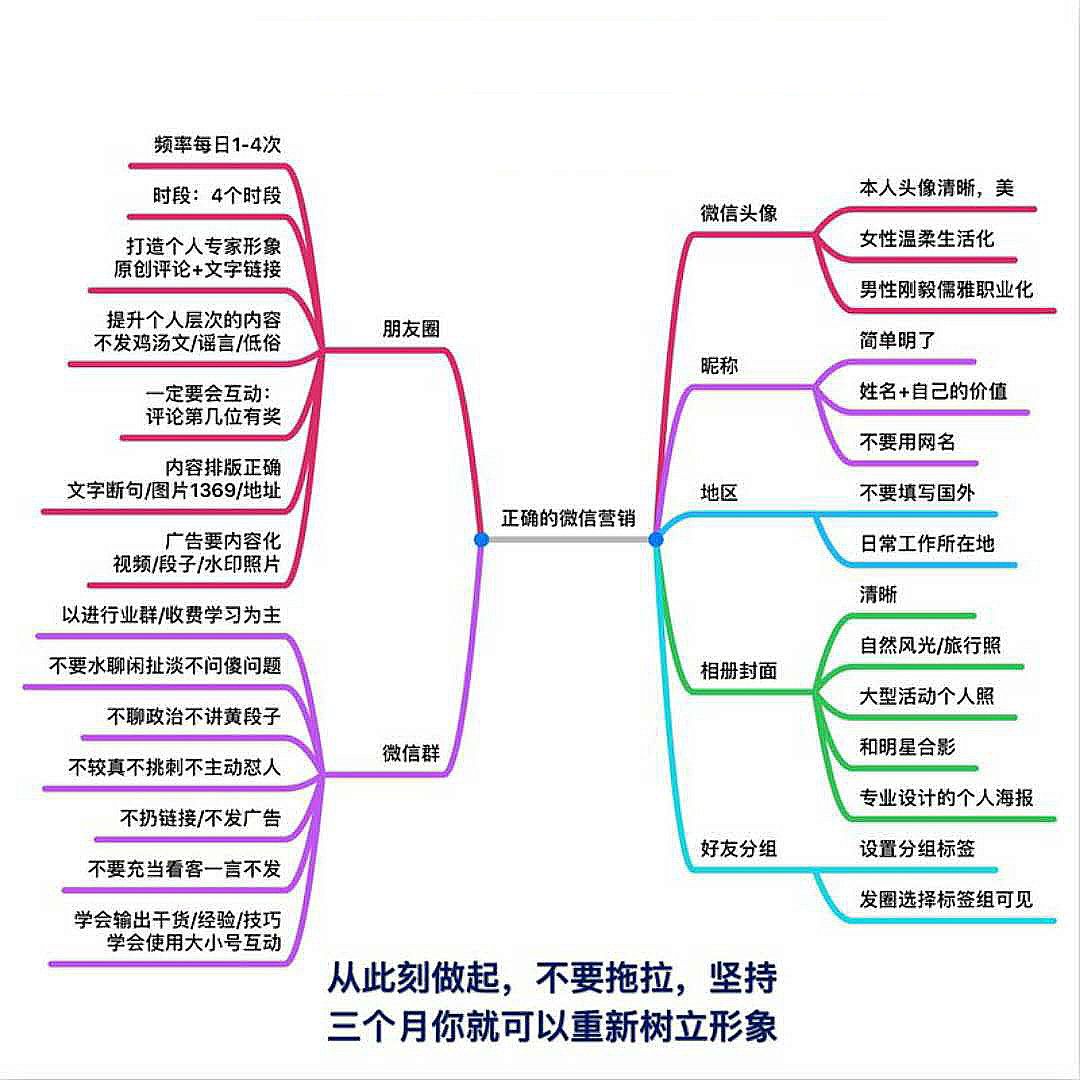 正确的微信营销
朋友圈
频率每日1-4次
时段：4个时段
打造个人专家形象
原创评论+文字链接
提升个人层次的内容
不发鸡汤文/谣言/低俗
一定要会互动：
评论第几位有奖
内容排版正确
文字断句/图片1369/地址
广告要内容化
视频/段子/水印照片
微信群
以进行业群/收费学习为主
不要水聊闲扯淡不问傻问题
不聊政治不讲黄段子
不较真不挑刺不主动怼人
不扔链接/不发广告
不要充当看客一言不发
学会输出干货/经验/技巧
学会使用大小号互动
微信头像
本人头像清晰，美
女性温柔生活化
男性刚毅儒雅职业化
昵称
简单明了
姓名+自己的价值
不要用网名
地区
不要填写国外
日常工作所在地
相册封面
清晰
自然风光/旅行照
大型活动个人照
和明星合影
专业设计的个人海报
好友分组
设置分组标签
发圈选择标签组可见
从此刻做起，不要拖拉，坚持
三个月你就可以重新树立形象